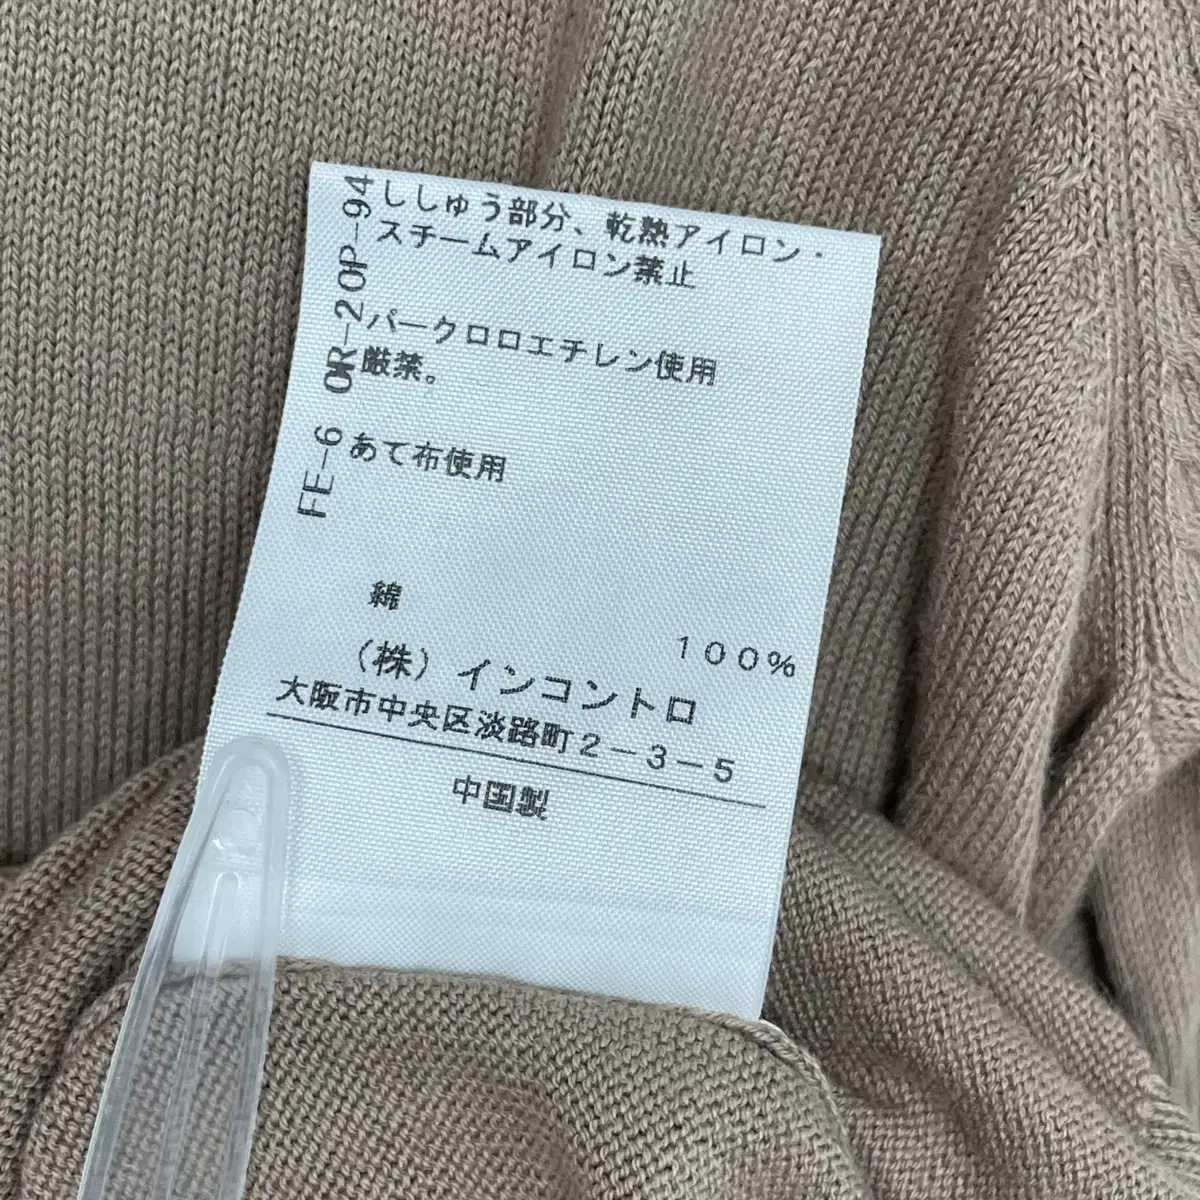 ししゅう部分、乾熱アイロン・
スチームアイロン禁止
パークロロエチレン使用
厳禁。
あて布使用
綿
100%
(株)インコントロ
大阪市中央区淡路町2-3-5
中国製
FE-6 OR-2 OP-94